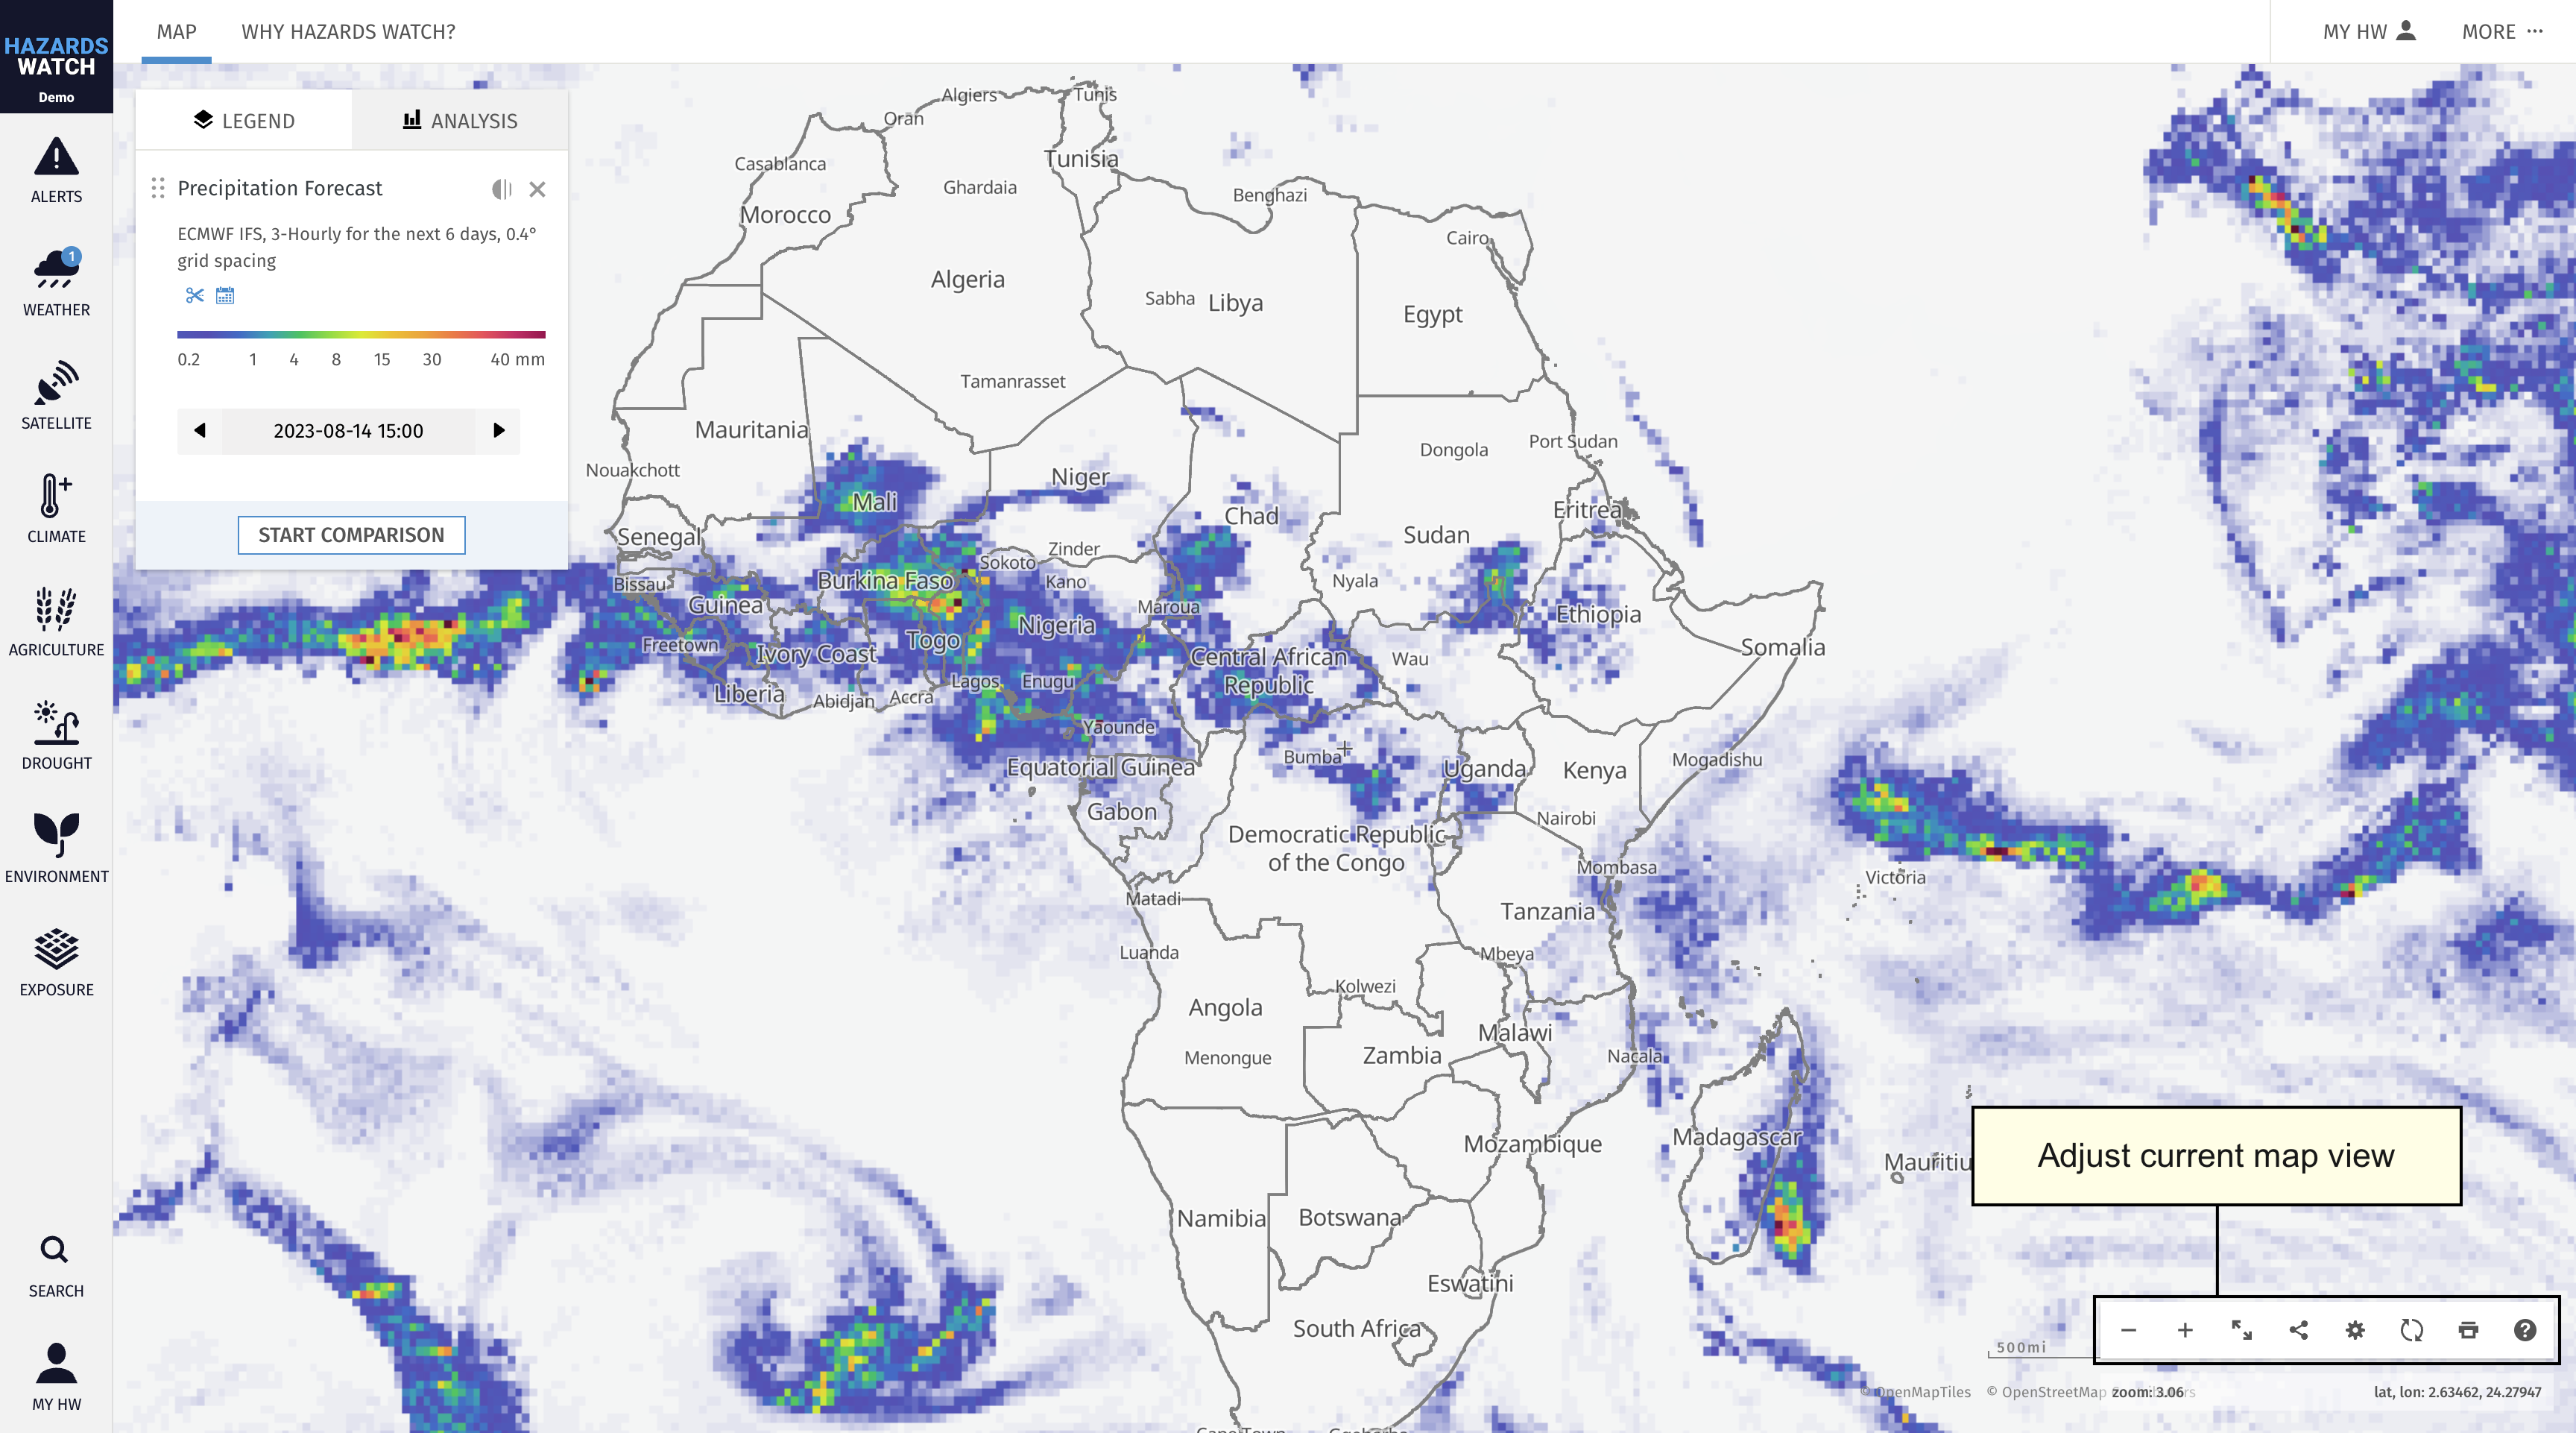 HAZARDS
WATCH
Demo
MAP
WHY HAZARDS WATCH?
MY HW
MORE
ALERTS
1
WEATHER
SATELLITE
CLIMATE
AGRICULTURE
DROUGHT
ENVIRONMENT
EXPOSURE
SEARCH
MY HW
LEGEND
ANALYSIS
Precipitation Forecast
ECMWF IFS, 3-Hourly for the next 6 days, 0.4°
grid spacing
0.2 1 4 8 15 30 40 mm
2023-08-14 15:00
START COMPARISON
Algiers
Tunis
Oran
Casablanca
Tunisia
Ghardaia
Benghazi
Morocco
Cairo
Algeria
Sabha
Libya
Egypt
Tamanrasset
Mauritania
Port Sudan
Dongola
Nouakchott
Niger
Mali
Eritrea
Chad
Senegal
Sudan
Zinder
Sokoto
Bissau
Burkina Faso
Kano
Nyala
Guinea
Maroua
Ethiopia
Nigeria
Togo
Freetown
Somalia
Ivory Coast
Central African
Republic
Wau
Lagos
Enugu
Liberia
Abidjan
Accra
Yaounde
Bumba
Mogadishu
Equatorial Guinea
Uganda
Kenya
Gabon
Nairobi
Democratic Republic
of the Congo
Mombasa
Victoria
Matadi
Tanzania
Luanda
Mbeya
Kolwezi
Angola
Malawi
Menongue
Zambia
Nacala
Madagascar
Mozambique
Mauritiu
Adjust current map view
Namibia
Botswana
Eswatini
South Africa
500mi
© OpenMapTiles
© OpenStreetMap
zoom: 3.06
lat, lon: 2.63462, 24.27947